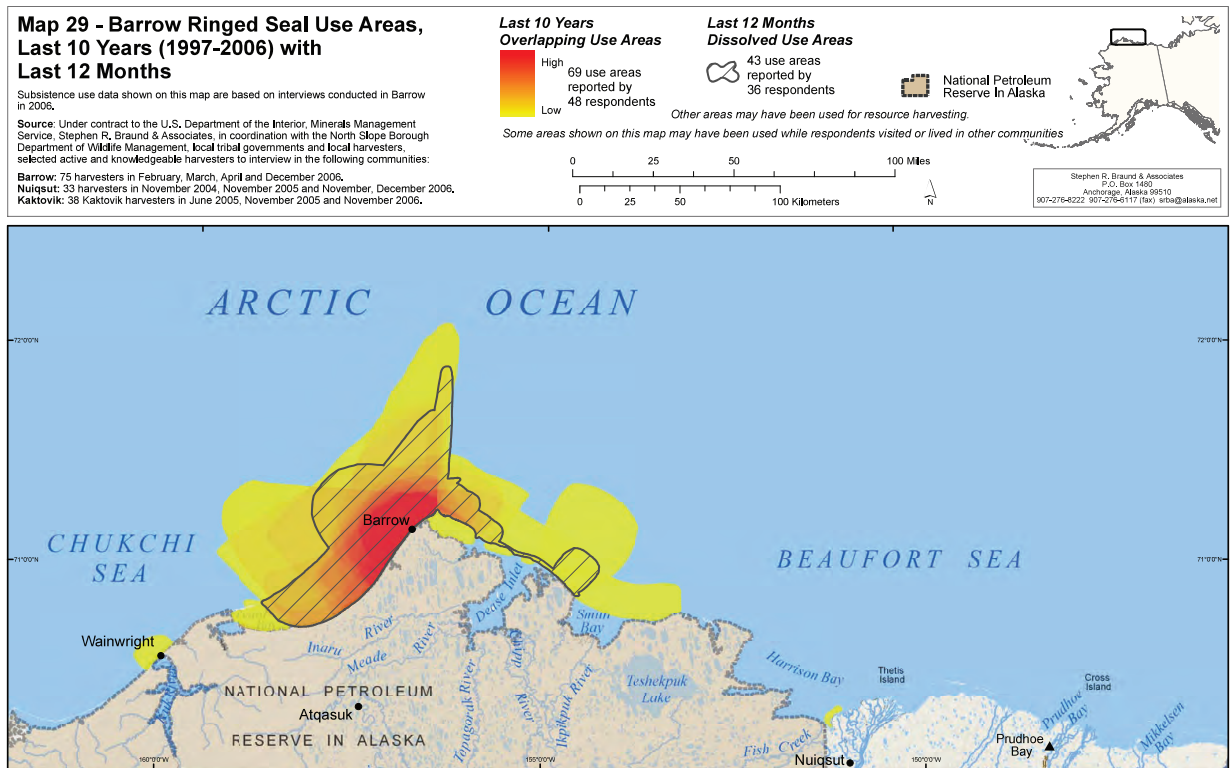 Map 29 - Barrow Ringed Seal Use Areas,
Last 10 Years (1997-2006) with
Last 12 Months
Subsistence use data shown on this map are based on interviews conducted in Barrow
in 2006.
Source: Under contract to the U.S. Department of the Interior, Minerals Management
Service, Stephen R. Braund & Associates, in coordination with the North Slope Borough
Department of Wildlife Management, local tribal governments and local harvesters,
selected active and knowledgeable harvesters to interview in the following communities:
Barrow: 75 harvesters in February, March, April and December 2006.
Nuiqsut: 33 harvesters in November 2004, November 2005 and November, December 2006.
Kaktovik: 38 Kaktovik harvesters in June 2005, November 2005 and November 2006.
Last 10 Years
Overlapping Use Areas
High
Low
69 use areas
reported by
48 respondents
Last 12 Months
Dissolved Use Areas
43 use areas
reported by
36 respondents
National Petroleum
Reserve In Alaska
Other areas may have been used for resource harvesting.
Some areas shown on this map may have been used while respondents visited or lived in other communities
0 25 50 100 Miles
0 25 50 100 Kilometers
N
Stephen R. Braund & Associates
P.O. Box 1480
Anchorage, Alaska 99510
907-276-8222 907-276-6117 (fax) srba@alaska.net
ARCTIC OCEAN
72°0'0"N
72°0'0"N
Barrow
CHUKCHI
SEA
71°0'0"N
BEAUFORT SEA
71°0'0"N
Dease Inlet
Smith
Bay
Wainwright
Inaru River
Meade River
Topagoruk River
Chipp River
Ikpikpuk River
Teshekpuk
Lake
Harrison Bay
Thetis
Island
Cross
Island
NATIONAL PETROLEUM
Atqasuk
RESERVE IN ALASKA
Fish Creek
Nuiqsut
Prudhoe
Bay
Prudhoe
Bay
Mikkelsen
Bay
160°0'0"W
155°0'0"W
150°0'0"W